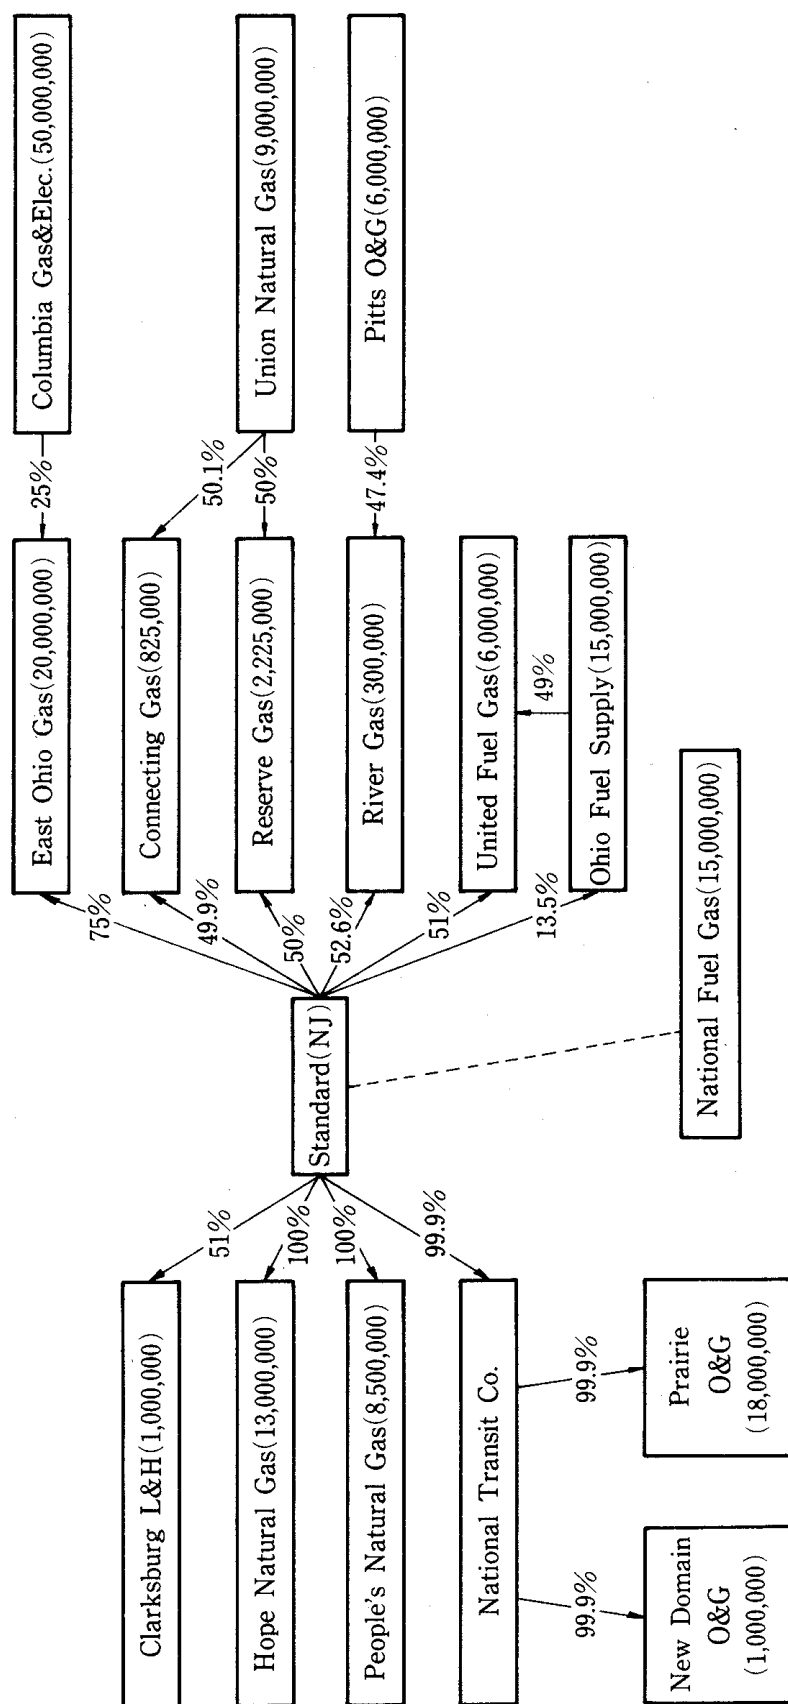 Columbia Gas&Elec.(50,000,000)
Union Natural Gas(9,000,000)
Pitts O&G(6,000,000)
25%
50.1%
50%
47.4%
East Ohio Gas(20,000,000)
Connecting Gas(825,000)
Reserve Gas(2,225,000)
River Gas(300,000)
United Fuel Gas(6,000,000)
49%
Ohio Fuel Supply(15,000,000)
75%
49.9%
50%
52.6%
51%
13.5%
Standard(NJ)
National Fuel Gas(15,000,000)
51%
100%
100%
99.9%
Clarksburg L&H(1,000,000)
Hope Natural Gas(13,000,000)
People's Natural Gas(8,500,000)
National Transit Co.
99.9%
99.9%
Prairie
O&G
(18,000,000)
New Domain
O&G
(1,000,000)